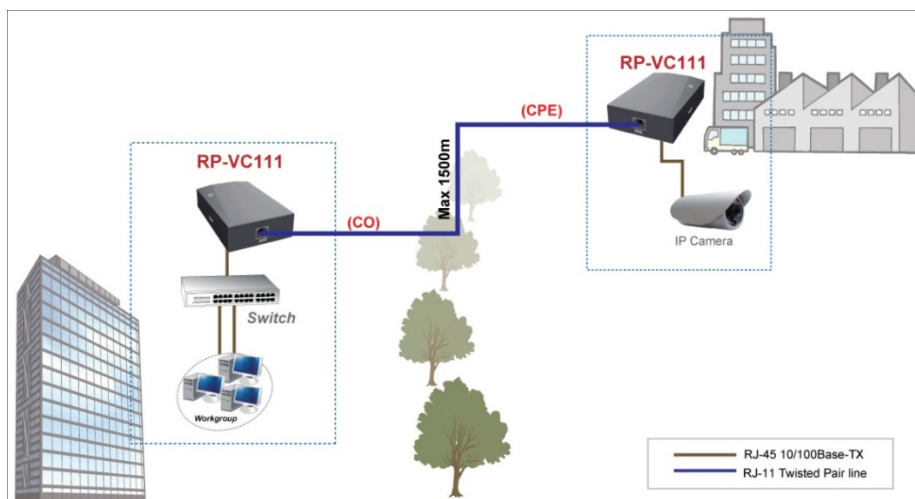 RP-VC111
(CPE)
RP-VC111
Max 1500m
(CO)
IP Camera
Switch
Workgroup
RJ-45 10/100Base-TX
RJ-11 Twisted Pair line